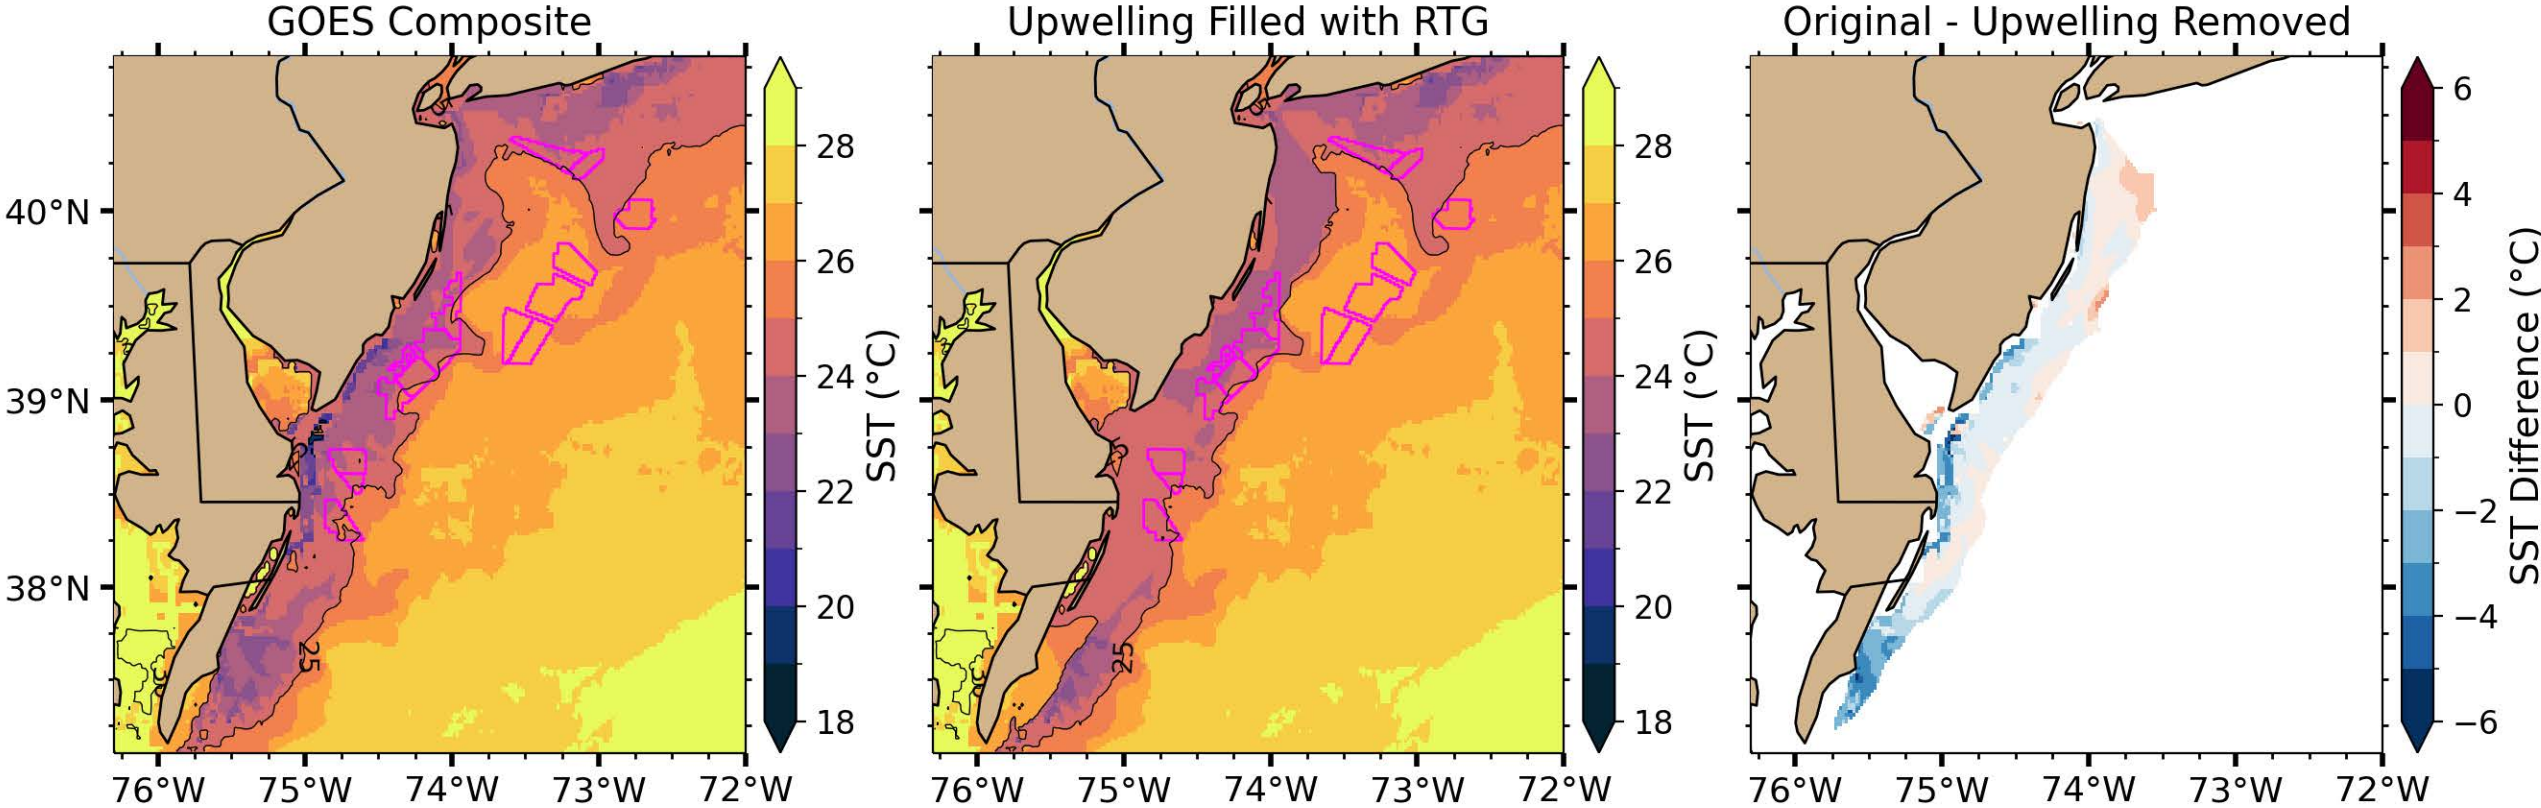 GOES Composite
Upwelling Filled with RTG
Original - Upwelling Removed
40°N
39°N
38°N
76°W 75°W 74°W 73°W 72°W
25
28
26
24
22
20
18
SST (°C)
76°W 75°W 74°W 73°W 72°W
25
28
26
24
22
20
18
SST (°C)
76°W 75°W 74°W 73°W 72°W
6
4
2
0
−2
−4
−6
SST Difference (°C)